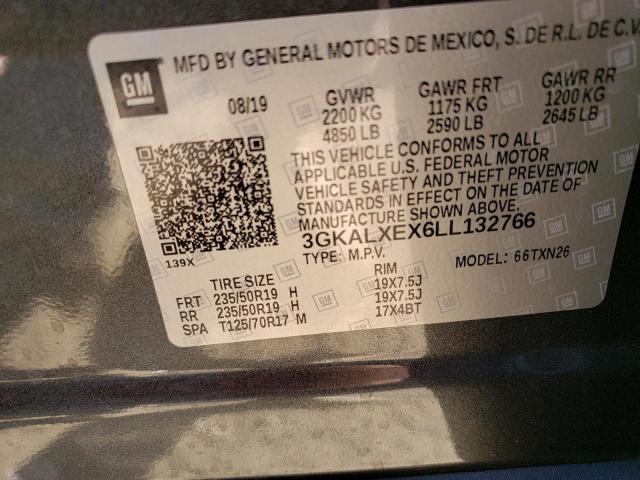 GM
MFD BY GENERAL MOTORS DE MEXICO, S. DE R.L. DE C.V.
08/19 GVWR GAWR FRT GAWR RR
2200 KG 1175 KG 1200 KG
4850 LB 2590 LB 2645 LB
THIS VEHICLE CONFORMS TO ALL
APPLICABLE U.S. FEDERAL MOTOR
VEHICLE SAFETY AND THEFT PREVENTION
STANDARDS IN EFFECT ON THE DATE OF
MANUFACTURE SHOWN ABOVE.
3GKALXEX6LL132766
139X TYPE: M.P.V. MODEL: 66TXN26
TIRE SIZE RIM
FRT 235/50R19 H 19X7.5J
RR 235/50R19 H 19X7.5J
SPA T125/70R17 M 17X4BT